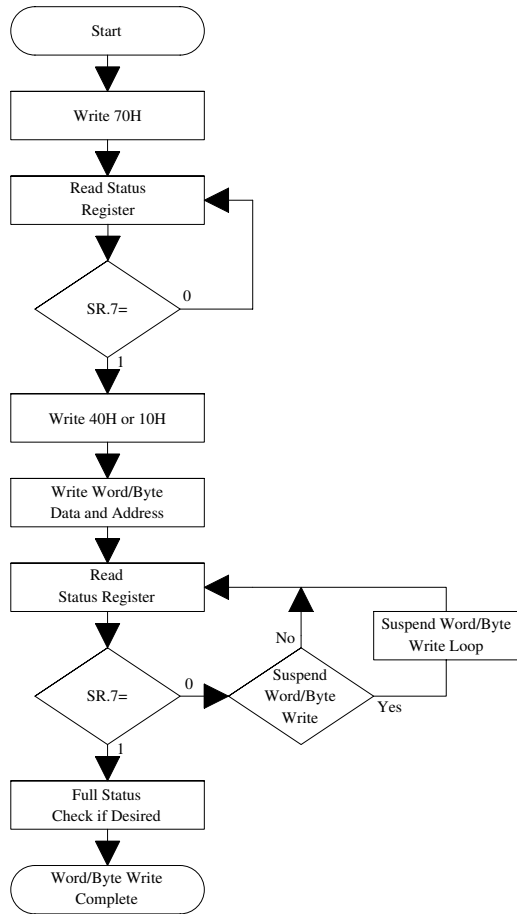 Start
Write 70H
Read Status
Register
SR.7=
0
1
Write 40H or 10H
Write Word/Byte
Data and Address
Read
Status Register
SR.7=
0
1
No
Suspend
Word/Byte
Write
Yes
Suspend Word/Byte
Write Loop
Full Status
Check if Desired
Word/Byte Write
Complete